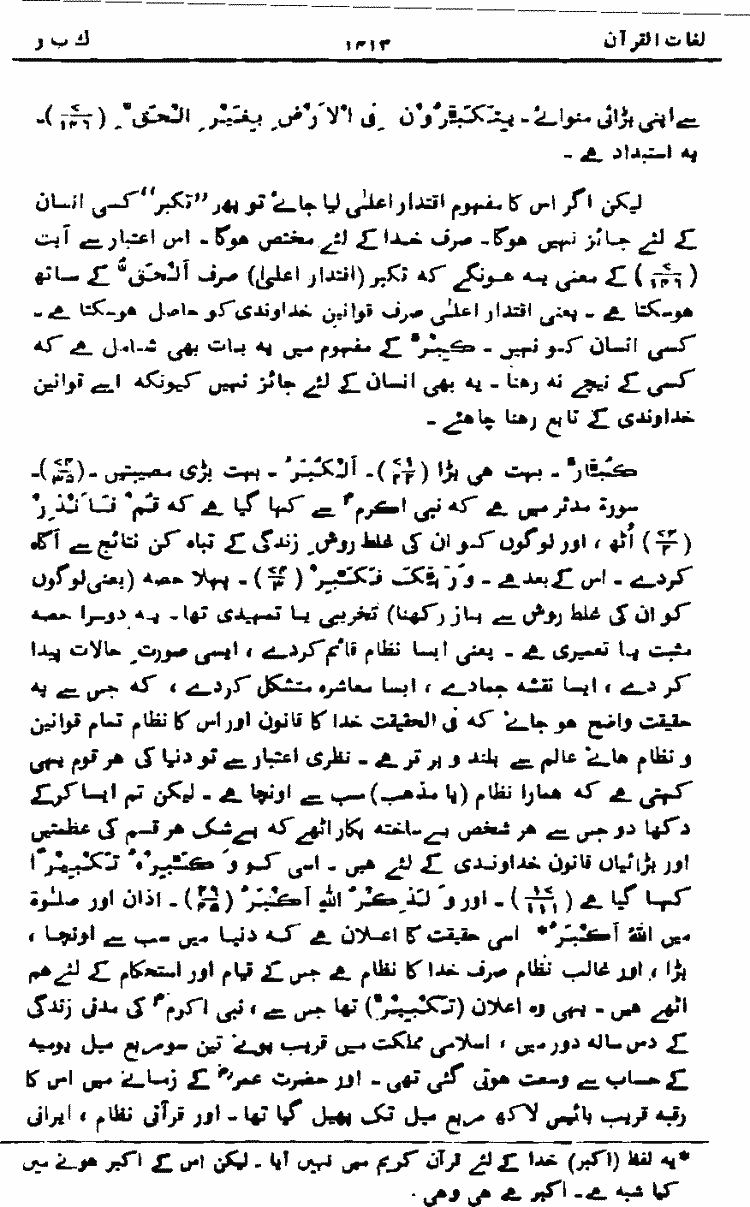 لغات القرآن ۱۴۱۳ ك ب ر
سے اپنی بڑائی منوائے ۔ یَتَکَبَّرُوْنَ فِی الْاَرْضِ بِغَیْرِ الْحَقِّ (۷/۱۴۶)۔
یہ استبداد ہے ۔
لیکن اگر اس کا مفہوم اقتدار اعلیٰ لیا جائے تو پھر ’’تکبر‘‘ کسی انسان
کے لئے جائز نہیں ہوگا۔ صرف خدا کے لئے مختص ہوگا ۔ اس اعتبار سے آیت
(۷/۱۴۶) کے معنی یہ ہونگے کہ تکبر (اقتدار اعلیٰ) صرف اَلْحَقُّ کے ساتھ
ہوسکتا ہے ۔ یعنی اقتدار اعلیٰ صرف قوانین خداوندی کو حاصل ہوسکتا ہے ۔
کسی انسان کو نہیں ۔ کِبْرٌ کے مفہوم میں یہ بات بھی شامل ہے کہ
کسی کے نیچے نہ رہنا ۔ یہ بھی انسان کے لئے جائز نہیں کیونکہ اسے قوانین
خداوندی کے تابع رہنا چاہئے ۔
کُبَّارٌ ۔ بہت ہی بڑا (۷۱/۲۲)۔ اَلْکُبَرُ ۔ بہت بڑی مصیبتیں ۔(۷۴/۳۵)۔
سورۃ مدثر میں ہے کہ نبی اکرمؐ سے کہا گیا ہے کہ قُمْ فَاَنْذِرْ
(۷۴/۲) اُٹھ ، اور لوگوں کو ان کی غلط روشِ زندگی کے تباہ کن نتائج سے آگاہ
کردے ۔ اس کے بعد ہے ۔ وَ رَبَّکَ فَکَبِّرْ (۷۴/۳)۔ پہلا حصہ (یعنی لوگوں
کو ان کی غلط روش سے باز رکھنا) تخریبی یا تمہیدی تھا۔ یہ دوسرا حصہ
مثبت یا تعمیری ہے ۔ یعنی ایسا نظام قائم کردے ، ایسی صورتِ حالات پیدا
کر دے ، ایسا نقشہ جمادے ، ایسا معاشرہ متشکل کردے ، کہ جس سے یہ
حقیقت واضح ہو جائے کہ فی الحقیقت خدا کا قانون اور اس کا نظام تمام قوانین
و نظام ہائے عالم سے بلند و برتر ہے ۔ نظری اعتبار سے تو دنیا کی ہر قوم یہی
کہتی ہے کہ ہمارا نظام (یا مذہب) سب سے اونچا ہے ۔ لیکن تم ایسا کرکے
دکھا دو جس سے ہر شخص بے ساختہ پکار اٹھے کہ بے شک ہر قسم کی عظمتیں
اور بڑائیاں قانون خداوندی کے لئے ہیں ۔ اسی کو وَ کَبِّرْہُ تَکْبِیْرًا
کہا گیا ہے (۱۷/۱۱۱)۔ اور وَ لَذِکْرُ اللہِ اَکْبَرُ (۲۹/۴۵)۔ اذان اور صلٰوۃ
میں اللہُ اَکْبَرُ* اسی حقیقت کا اعلان ہے کہ دنیا میں سب سے اونچا ،
بڑا ، اور غالب نظام صرف خدا کا نظام ہے جس کے قیام اور استحکام کے لئے ہم
اٹھے ہیں ۔ یہی وہ اعلان (تَکْبِیْرٌ) تھا جس سے ، نبی اکرمؐ کی مدنی زندگی
کے دس سالہ دور میں ، اسلامی مملکت میں قریب پونے تین سو مربع میل یومیہ
کے حساب سے وسعت ہوتی گئی تھی ۔ اور حضرت عمرؓ کے زمانے میں اس کا
رقبہ قریب بائیس لاکھ مربع میل تک پھیل گیا تھا۔ اور قرآنی نظام ، ایرانی
*یہ لفظ (اکبر) خدا کے لئے قرآن کریم میں نہیں آیا ۔ لیکن اس کے اکبر ہونے میں
کیا شبہ ہے۔ اکبر ہے ہی وہی ۔